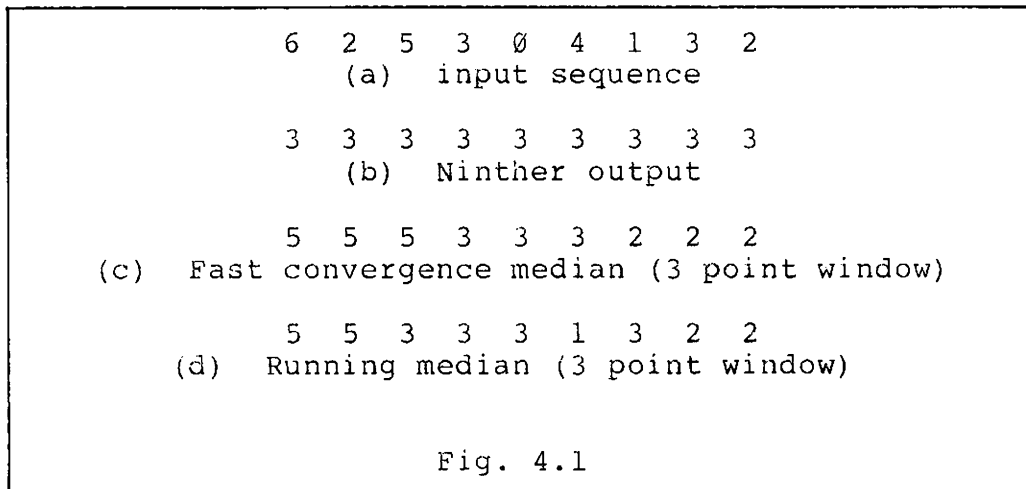 6 2 5 3 Ø 4 1 3 2
(a) input sequence
3 3 3 3 3 3 3 3 3
(b) Ninther output
5 5 5 3 3 3 2 2 2
(c) Fast convergence median (3 point window)
5 5 3 3 3 1 3 2 2
(d) Running median (3 point window)
Fig. 4.1